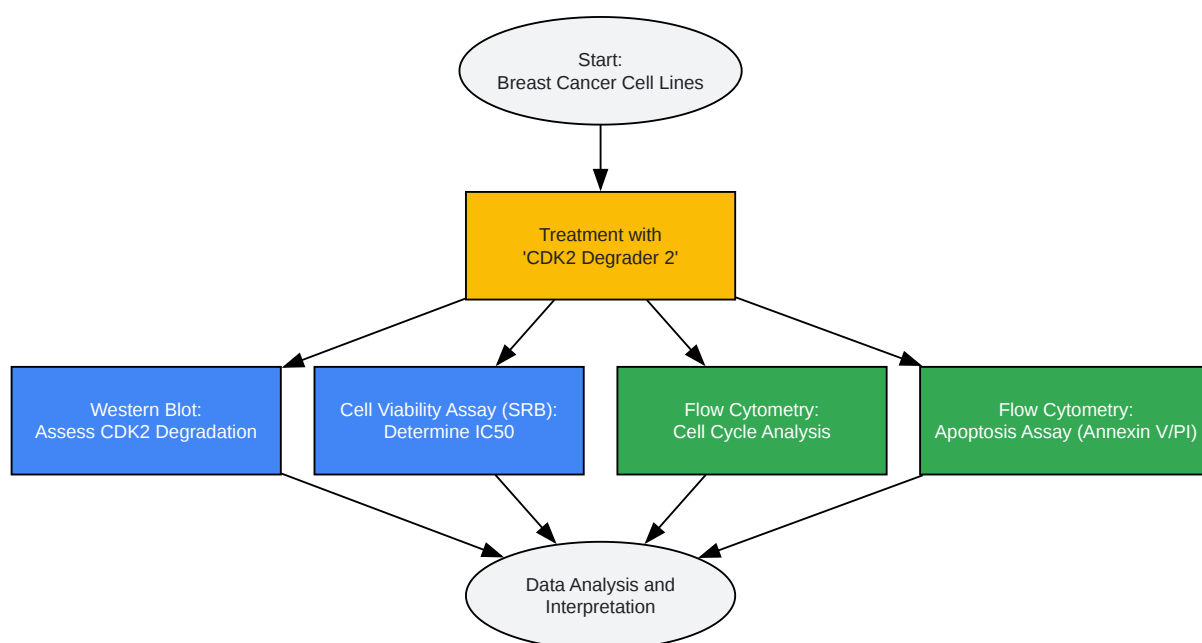 Start:
Breast Cancer Cell Lines
Treatment with
'CDK2 Degrader 2'
Western Blot:
Assess CDK2 Degradation
Cell Viability Assay (SRB):
Determine IC50
Flow Cytometry:
Cell Cycle Analysis
Flow Cytometry:
Apoptosis Assay (Annexin V/PI)
Data Analysis and
Interpretation